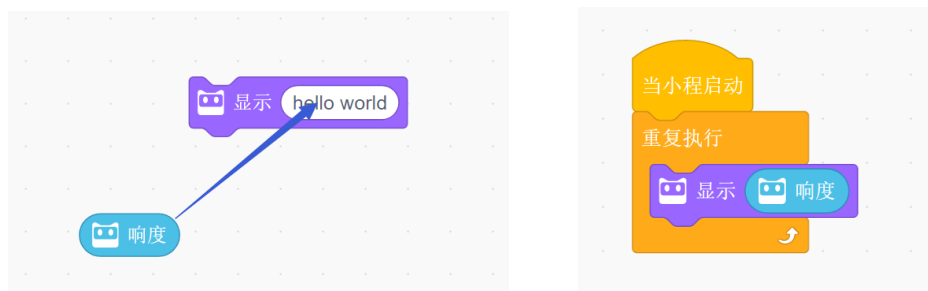 显示 hello world
响度
当小程启动
重复执行
显示 响度